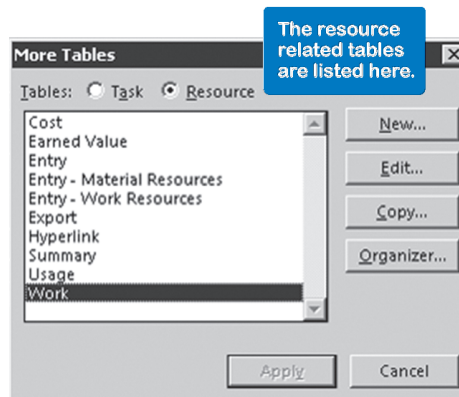 The resource
related tables
are listed here.
More Tables
Tables: Task Resource
Cost
Earned Value
Entry
Entry - Material Resources
Entry - Work Resources
Export
Hyperlink
Summary
Usage
Work
New...
Edit...
Copy...
Organizer...
Apply
Cancel